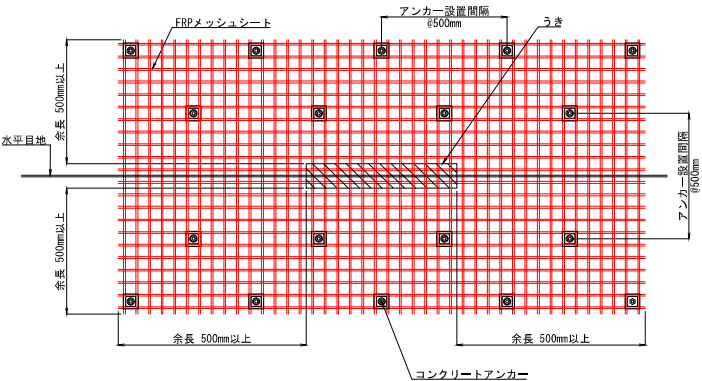 アンカー設置間隔
@500mm
FRPメッシュシート
うき
余長 500mm以上
水平目地
アンカー設置間隔
@500mm
余長 500mm以上
余長 500mm以上
余長 500mm以上
コンクリートアンカー